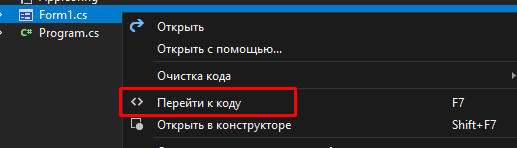 Form1.cs
Program.cs
Открыть
Открыть с помощью...
Очистка кода
Перейти к коду F7
Открыть в конструкторе Shift+F7